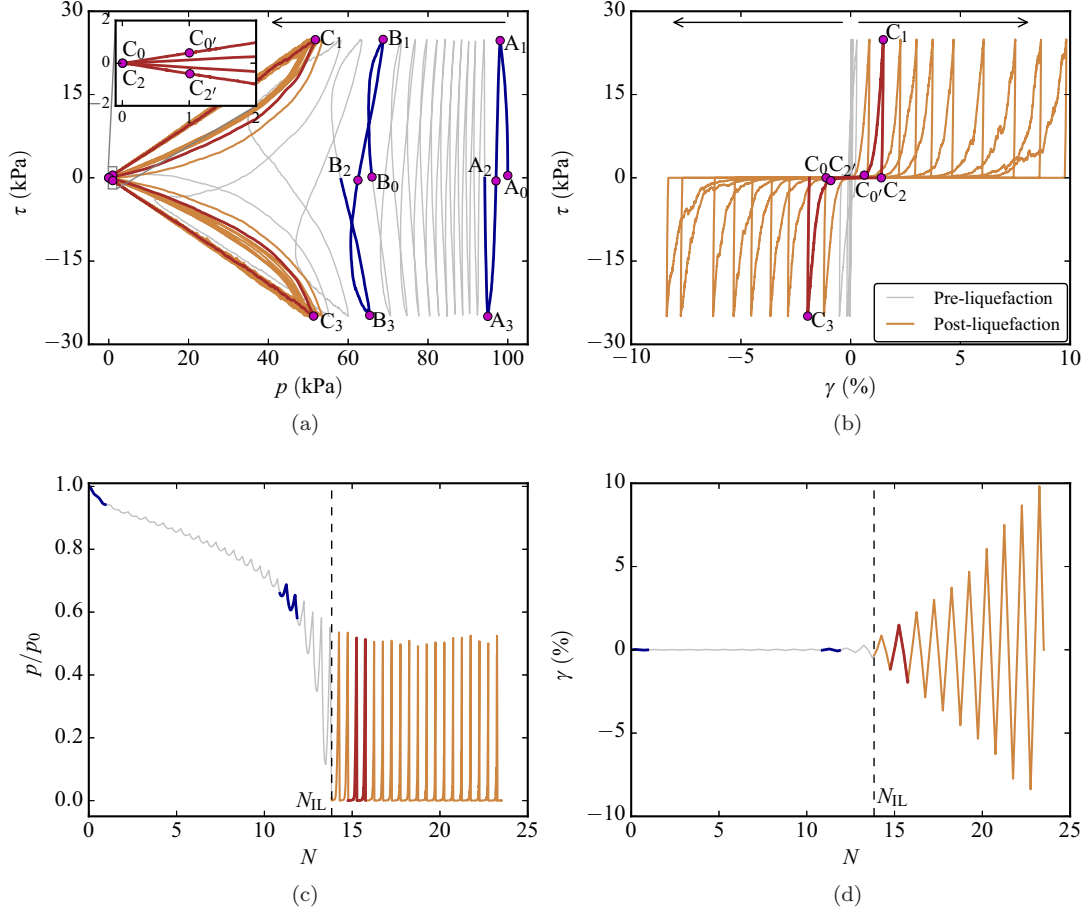 30
15
0
−15
−30
0
20
40
60
80
100
τ (kPa)
p (kPa)
2
0
−2
0
1
2
C0
C0′
C2
C2′
C1
B1
A1
B2
B0
A2
A0
C3
B3
A3
(a)
30
15
0
−15
−30
−10
−5
0
5
10
τ (kPa)
γ (%)
C1
C0
C2′
C0′
C2
C3
Pre-liquefaction
Post-liquefaction
(b)
1.0
0.8
0.6
0.4
0.2
0.0
0
5
10
15
20
25
p/p0
N
NIL
(c)
10
5
0
−5
−10
0
5
10
15
20
25
γ (%)
N
NIL
(d)